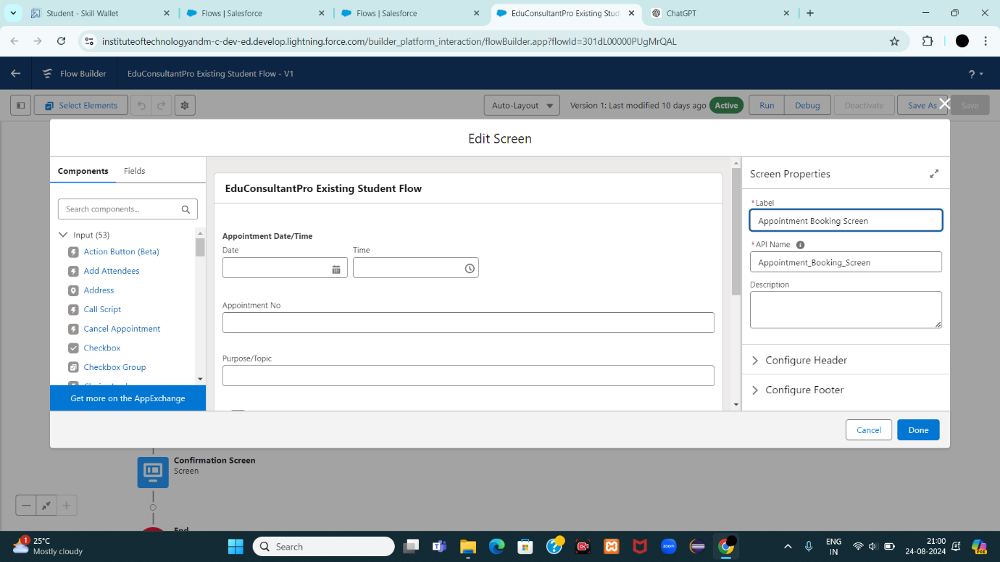 Student - Skill Wallet
Flows | Salesforce
Flows | Salesforce
EduConsultantPro Existing Stud
ChatGPT
instituteoftechnologyandm-c-dev-ed.develop.lightning.force.com/builder_platform_interaction/flowBuilder.app?flowId=301dL00000PUgMrQAL
Flow Builder
EduConsultantPro Existing Student Flow - V1
?
Select Elements
Auto-Layout
Version 1: Last modified 10 days ago
Active
Run
Debug
Deactivate
Save As
Save
Edit Screen
Components
Fields
Search components...
Input (53)
Action Button (Beta)
Add Attendees
Address
Call Script
Cancel Appointment
Checkbox
Checkbox Group
Get more on the AppExchange
EduConsultantPro Existing Student Flow
Appointment Date/Time
Date
Time
Appointment No
Purpose/Topic
Screen Properties
* Label
Appointment Booking Screen
* API Name
Appointment_Booking_Screen
Description
Configure Header
Configure Footer
Cancel
Done
Confirmation Screen
Screen
End
1
25°C
Mostly cloudy
Search
zoom
ENG
IN
21:00
24-08-2024
PRE